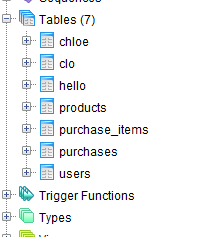 Sequences
Tables (7)
chloe
clo
hello
products
purchase_items
purchases
users
Trigger Functions
Types